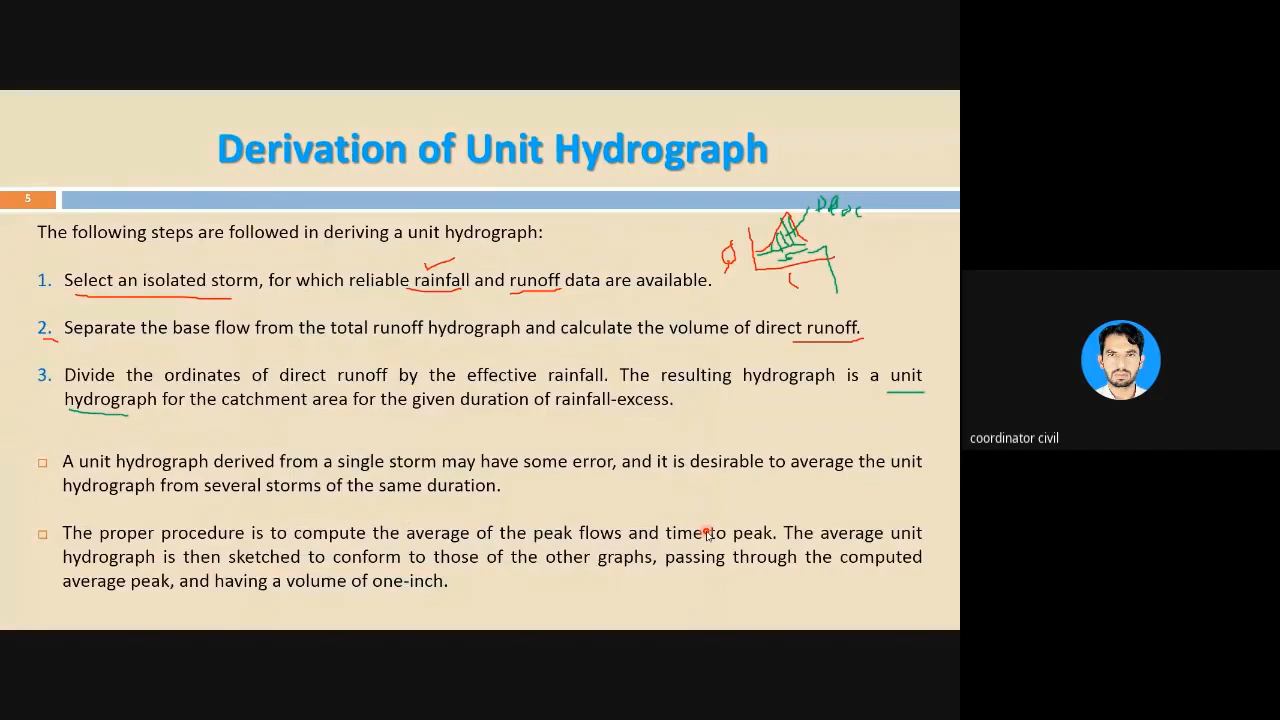 Derivation of Unit Hydrograph
5
The following steps are followed in deriving a unit hydrograph:
1. Select an isolated storm, for which reliable rainfall and runoff data are available.
2. Separate the base flow from the total runoff hydrograph and calculate the volume of direct runoff.
3. Divide the ordinates of direct runoff by the effective rainfall. The resulting hydrograph is a unit
hydrograph for the catchment area for the given duration of rainfall-excess.
A unit hydrograph derived from a single storm may have some error, and it is desirable to average the unit
hydrograph from several storms of the same duration.
The proper procedure is to compute the average of the peak flows and time to peak. The average unit
hydrograph is then sketched to conform to those of the other graphs, passing through the computed
average peak, and having a volume of one-inch.
coordinator civil